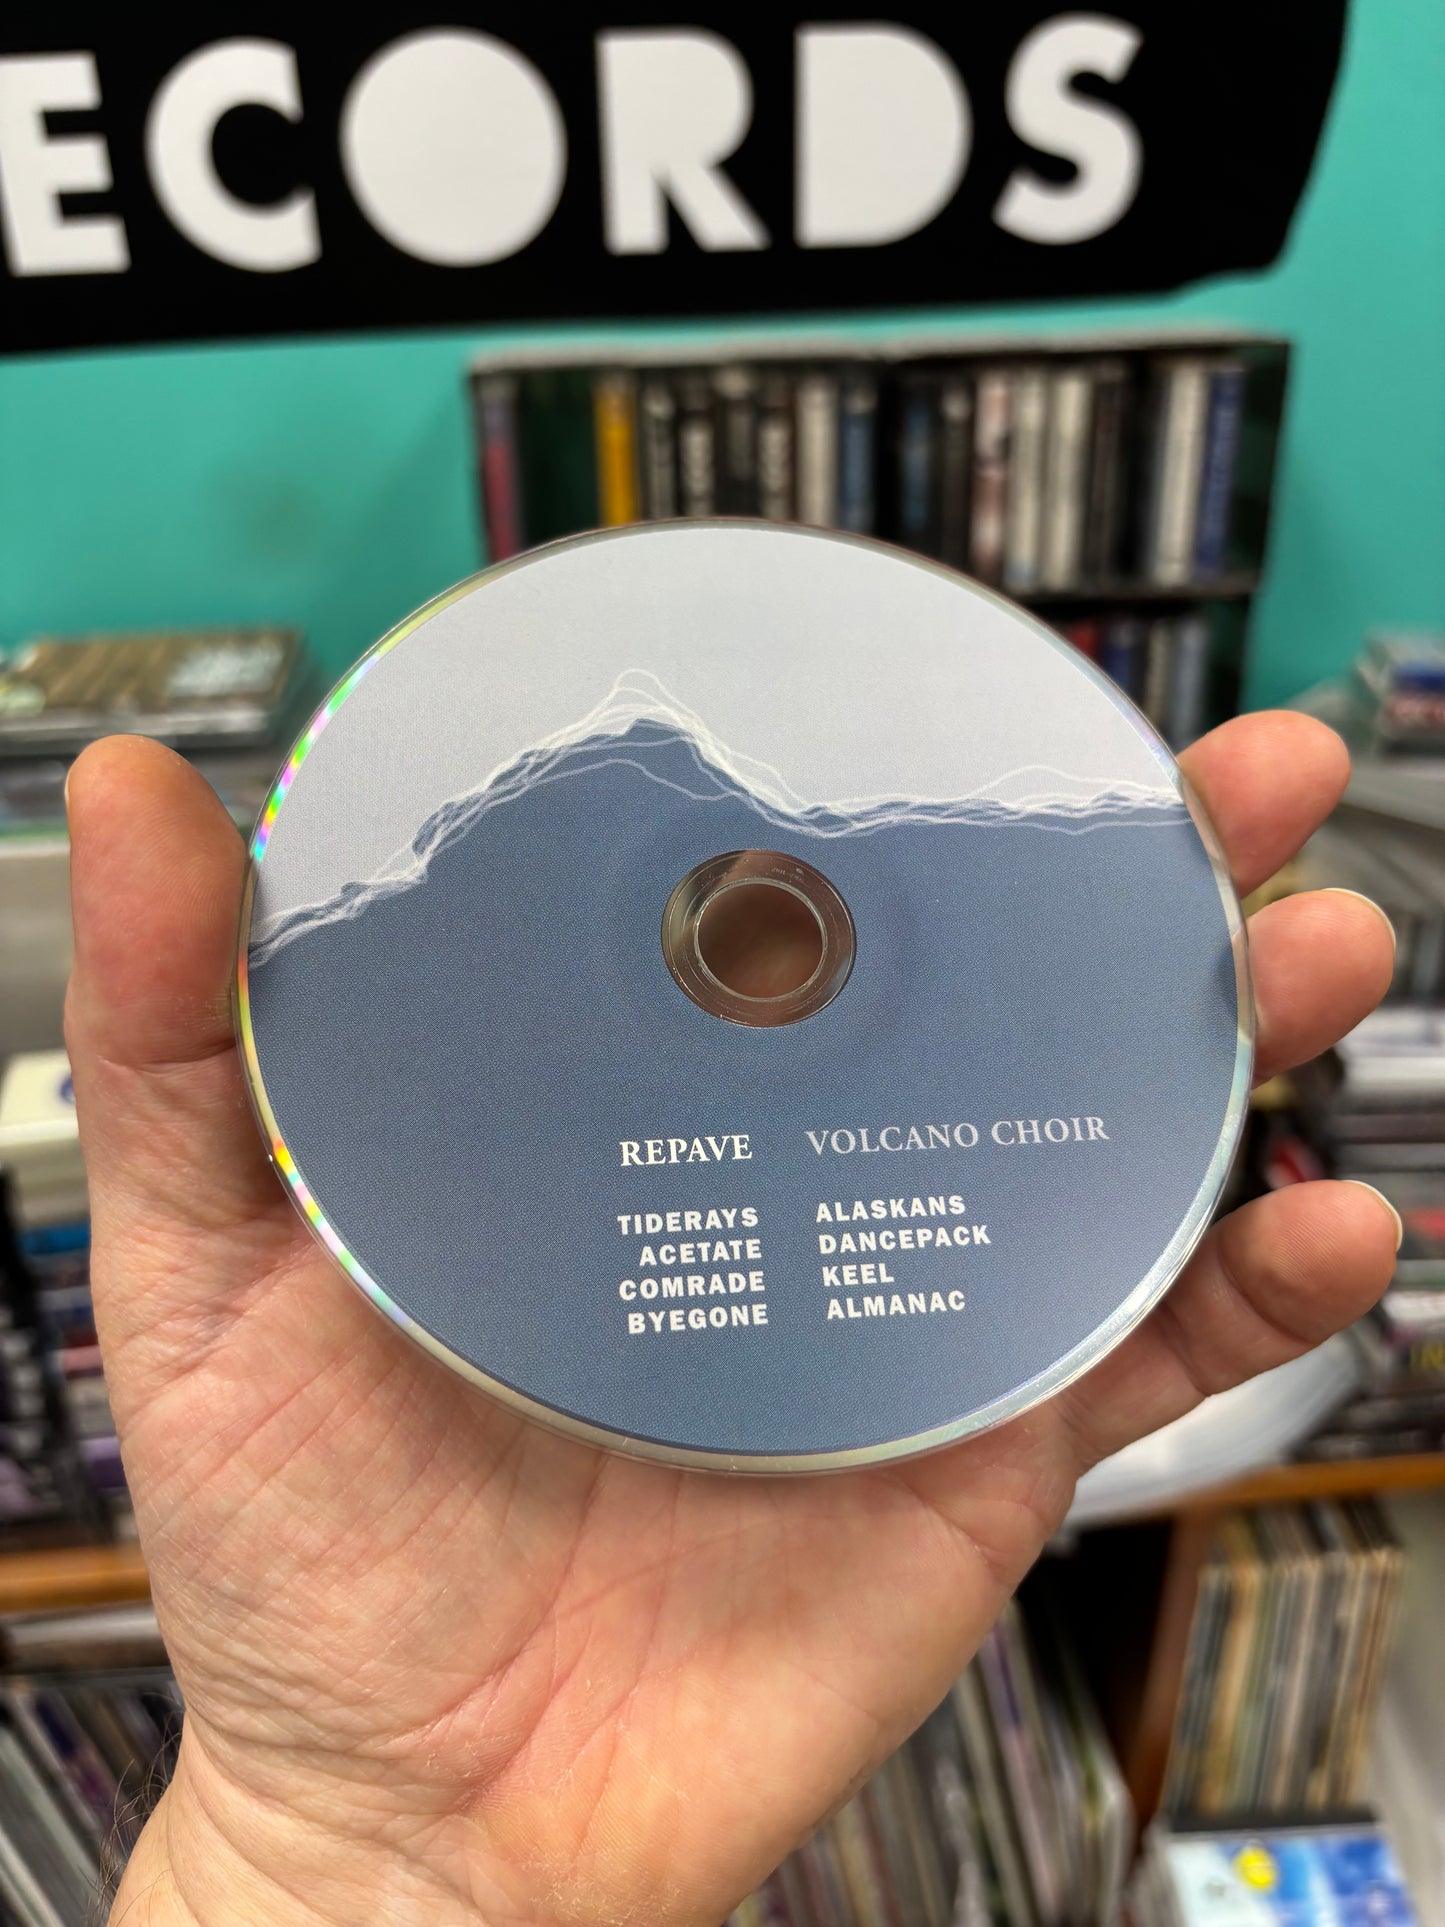 ECORDS
REPAVE VOLCANO CHOIR
TIDERAYS ALASKANS
ACETATE DANCEPACK
COMRADE KEEL
BYEGONE ALMANAC